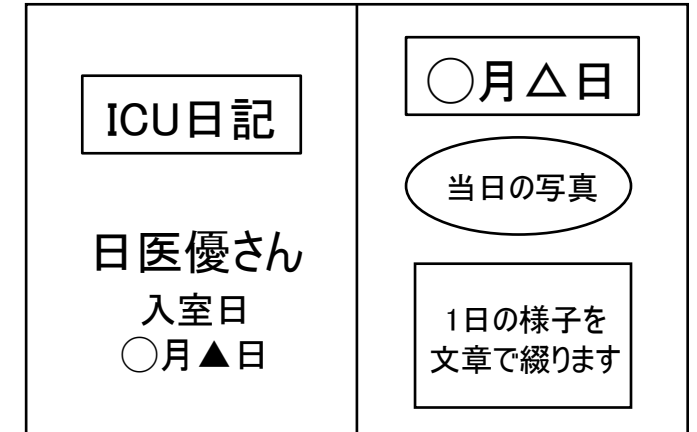 ICU日記
日医優さん
入室日
◯月▲日
◯月△日
当日の写真
1日の様子を
文章で綴ります